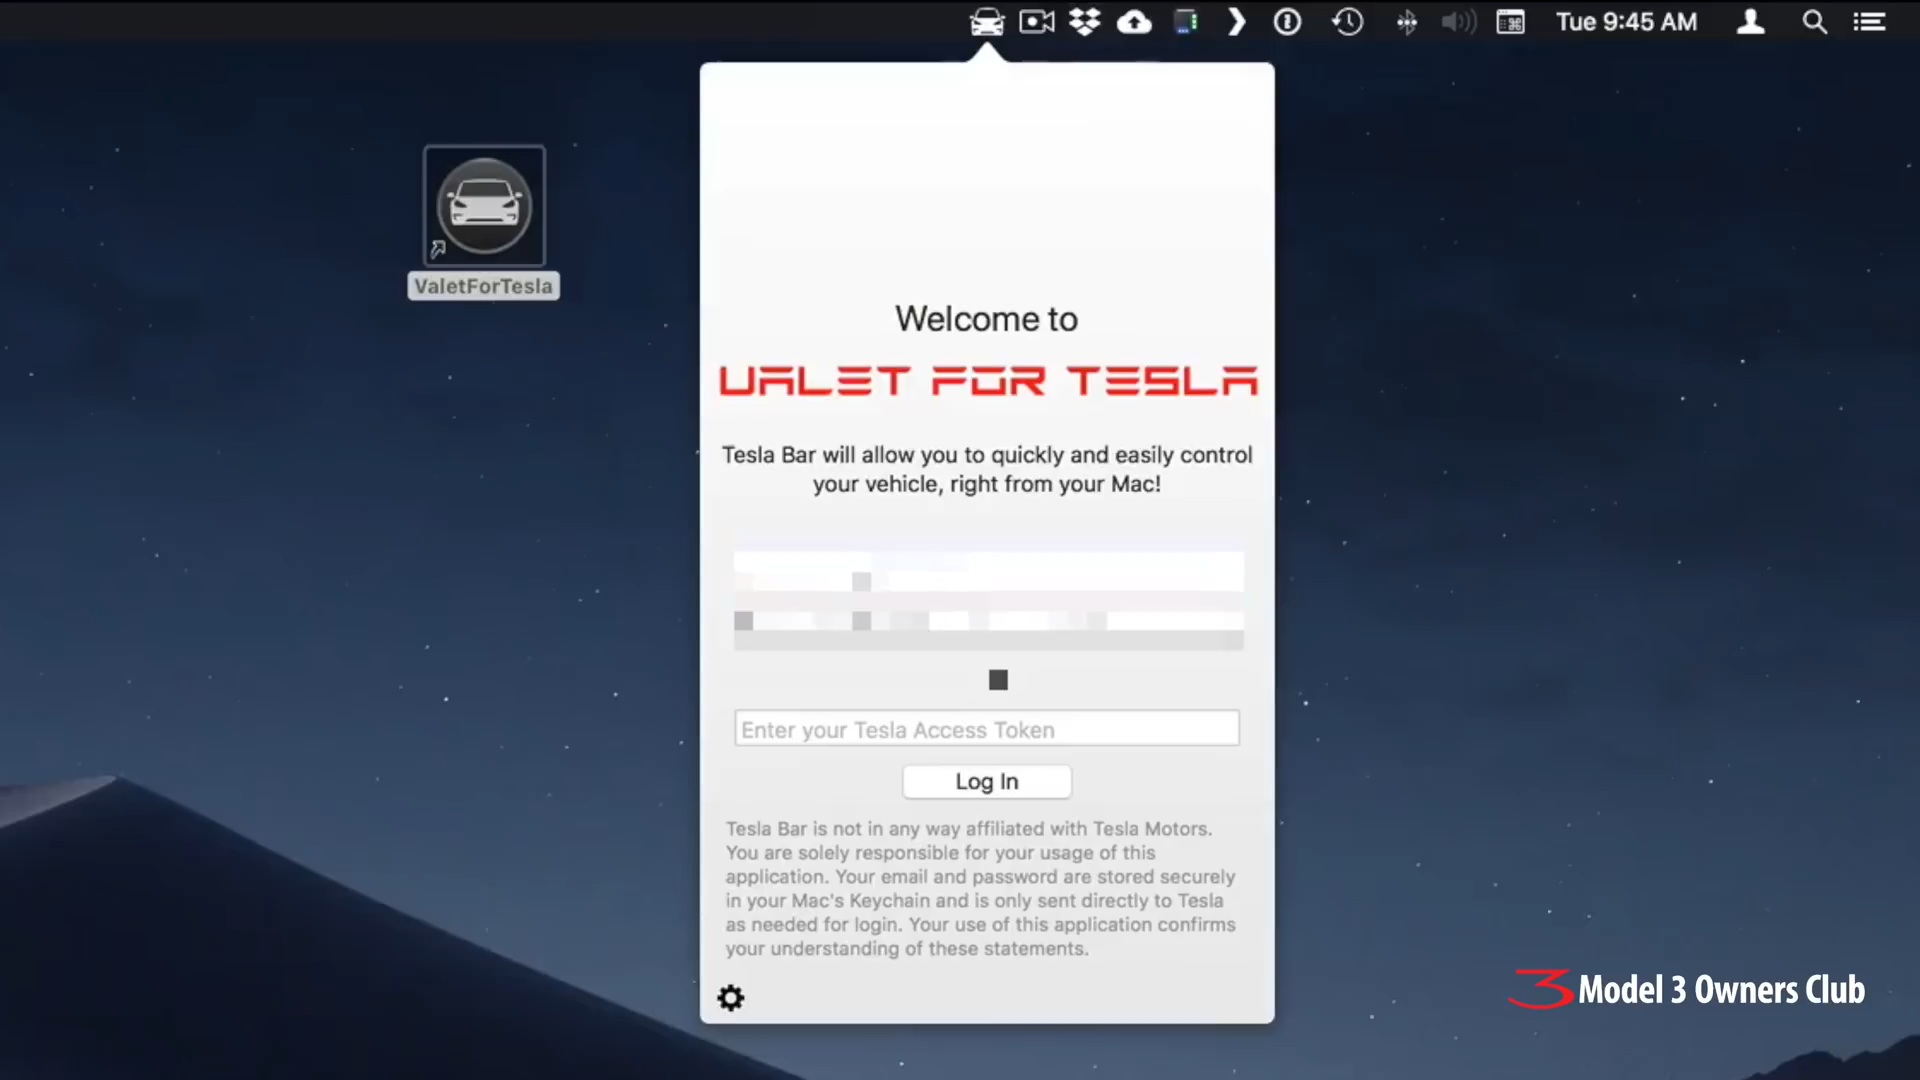 Tue 9:45 AM
ValetForTesla
Welcome to
VALET FOR TESLA
Tesla Bar will allow you to quickly and easily control
your vehicle, right from your Mac!
Enter your Tesla Access Token
Log In
Tesla Bar is not in any way affiliated with Tesla Motors.
You are solely responsible for your usage of this
application. Your email and password are stored securely
in your Mac's Keychain and is only sent directly to Tesla
as needed for login. Your use of this application confirms
your understanding of these statements.
3 Model 3 Owners Club